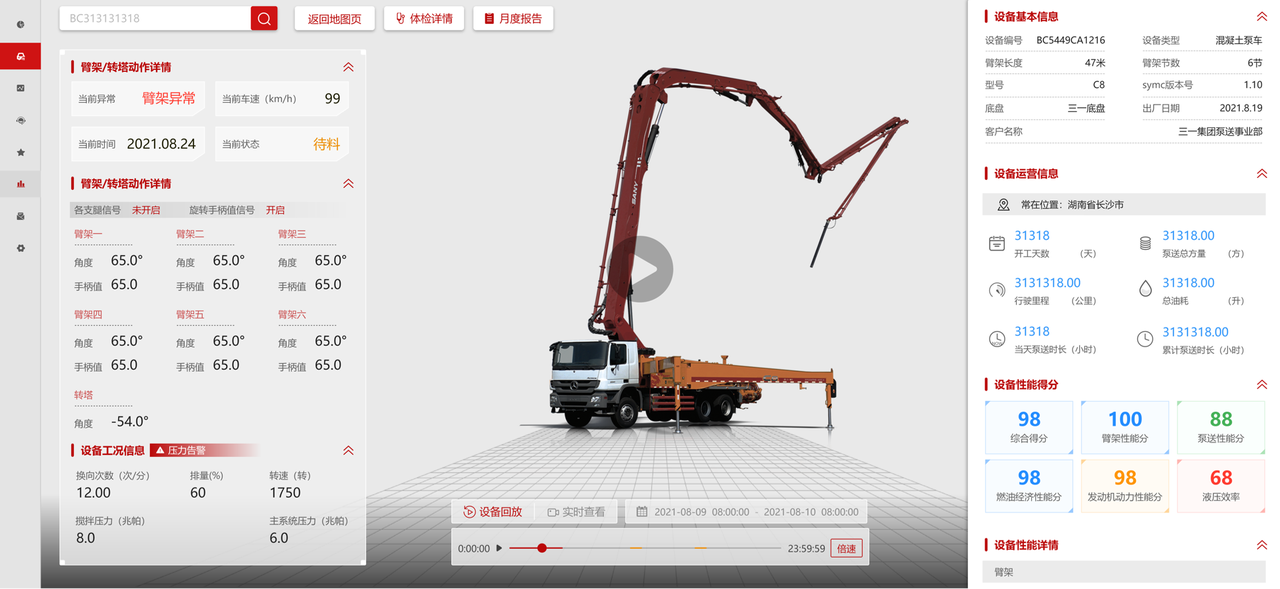 BC313131318
返回地图页
体检详情
月度报告
臂架/转塔动作详情
当前异常 臂架异常
当前车速（km/h） 99
当前时间 2021.08.24
当前状态 待料
臂架/转塔动作详情
各支腿信号 未开启 旋转手柄值信号 开启
臂架一 臂架二 臂架三
角度 65.0° 角度 65.0° 角度 65.0°
手柄值 65.0 手柄值 65.0 手柄值 65.0
臂架四 臂架五 臂架六
角度 65.0° 角度 65.0° 角度 65.0°
手柄值 65.0 手柄值 65.0 手柄值 65.0
转塔
角度 -54.0°
设备工况信息 压力告警
换向次数（次/分） 排量(%) 转速（转）
12.00 60 1750
搅拌压力（兆帕） 主系统压力（兆帕）
8.0 6.0
SANY
设备回放 实时查看 2021-08-09 08:00:00 - 2021-08-10 08:00:00
0:00:00 23:59:59 倍速
设备基本信息
设备编号 BC5449CA1216 设备类型 混凝土泵车
臂架长度 47米 臂架节数 6节
型号 C8 symc版本号 1.10
底盘 三一底盘 出厂日期 2021.8.19
客户名称 三一集团泵送事业部
设备运营信息
常在位置：湖南省长沙市
31318 31318.00
开工天数 （天） 泵送总方量 （方）
3131318.00 31318.00
行驶里程 （公里） 总油耗 （升）
31318 3131318.00
当天泵送时长（小时） 累计泵送时长（小时）
设备性能得分
98 100 88
综合得分 臂架性能分 泵送性能分
98 98 68
燃油经济性能分 发动机动力性能分 液压效率
设备性能详情
臂架